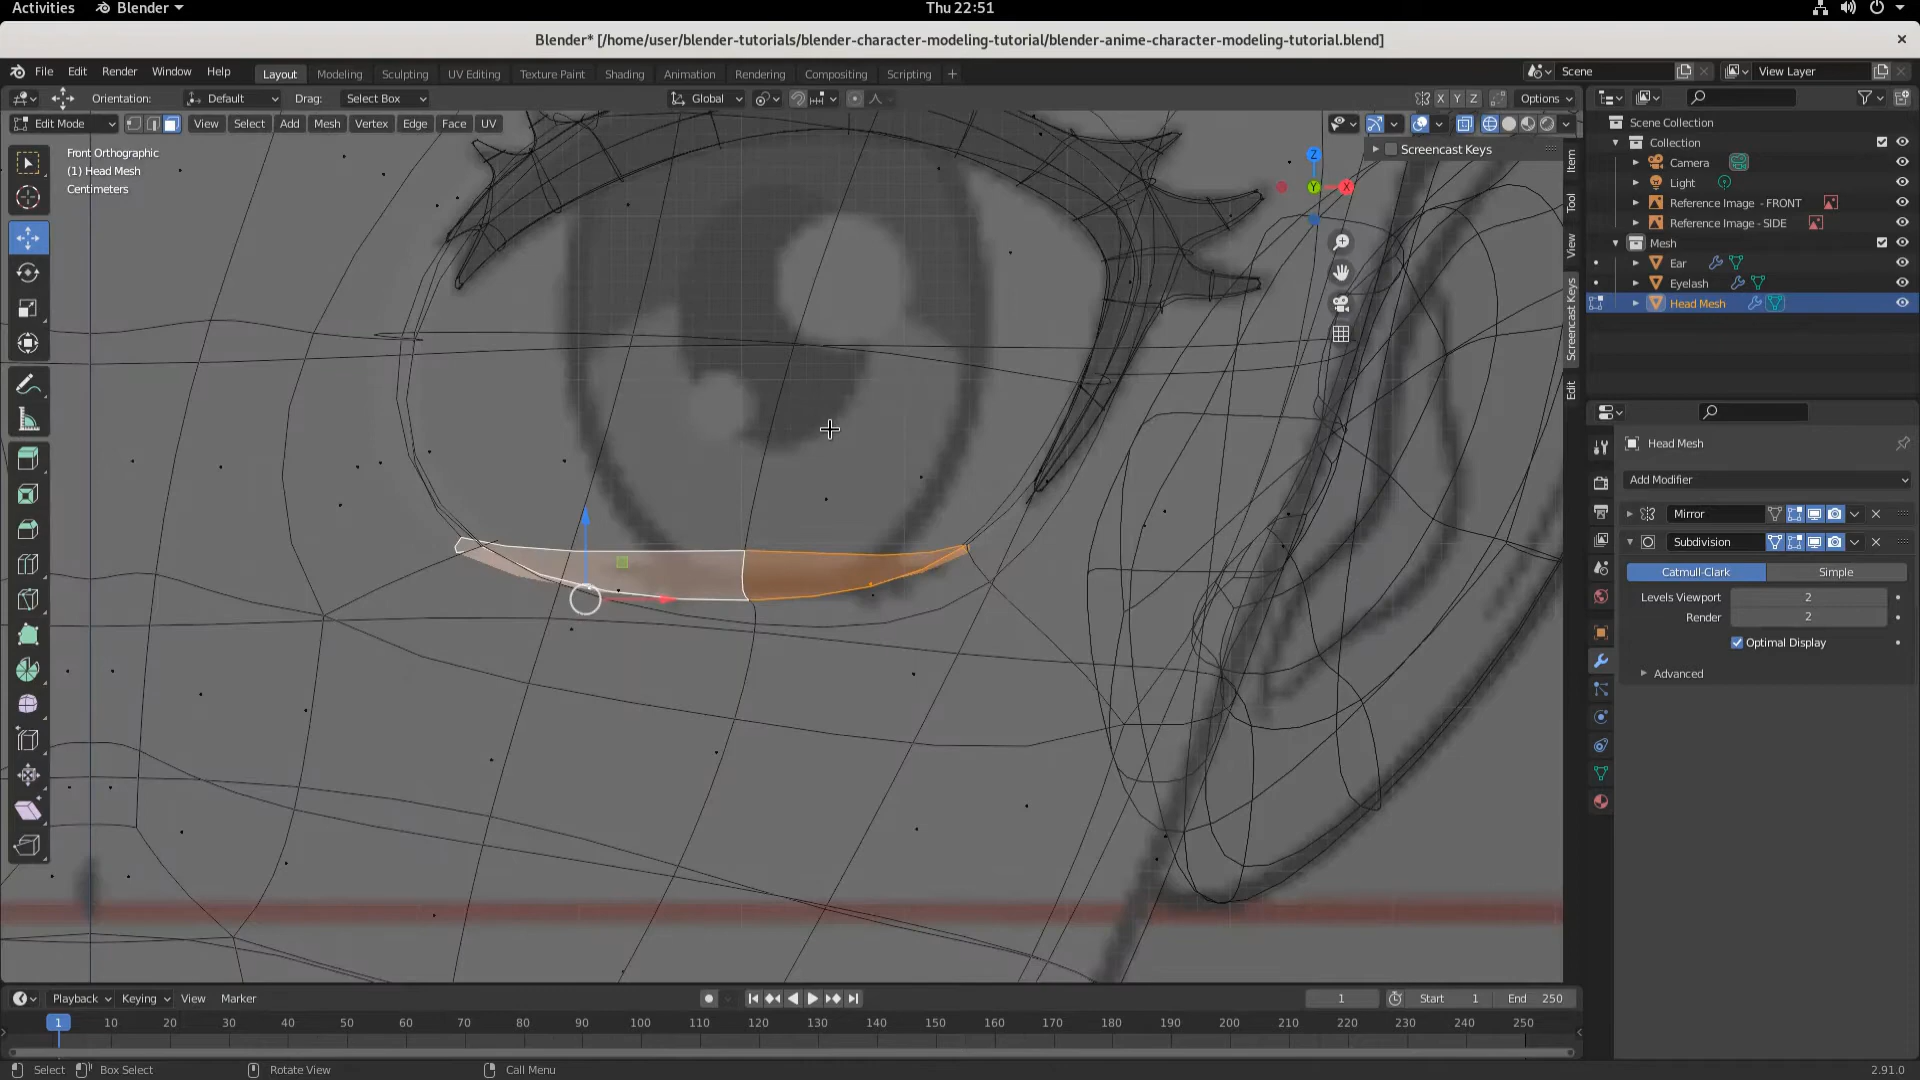 Activities Blender Thu 22:51
Blender* [/home/user/blender-tutorials/blender-character-modeling-tutorial/blender-anime-character-modeling-tutorial.blend]
File Edit Render Window Help Layout Modeling Sculpting UV Editing Texture Paint Shading Animation Rendering Compositing Scripting + Scene View Layer
Orientation: Default Drag: Select Box Global X Y Z Options
Edit Mode View Select Add Mesh Vertex Edge Face UV
Front Orthographic
(1) Head Mesh
Centimeters
Screencast Keys
Z
Y
X
Item
Tool
View
Screencast Keys
Edit
Scene Collection
Collection
Camera
Light
Reference Image - FRONT
Reference Image - SIDE
Mesh
Ear
Eyelash
Head Mesh
Head Mesh
Add Modifier
Mirror
Subdivision
Catmull-Clark Simple
Levels Viewport 2
Render 2
Optimal Display
Advanced
Playback Keying View Marker 1 Start 1 End 250
1 10 20 30 40 50 60 70 80 90 100 110 120 130 140 150 160 170 180 190 200 210 220 230 240 250
Select Box Select Rotate View Call Menu 2.91.0